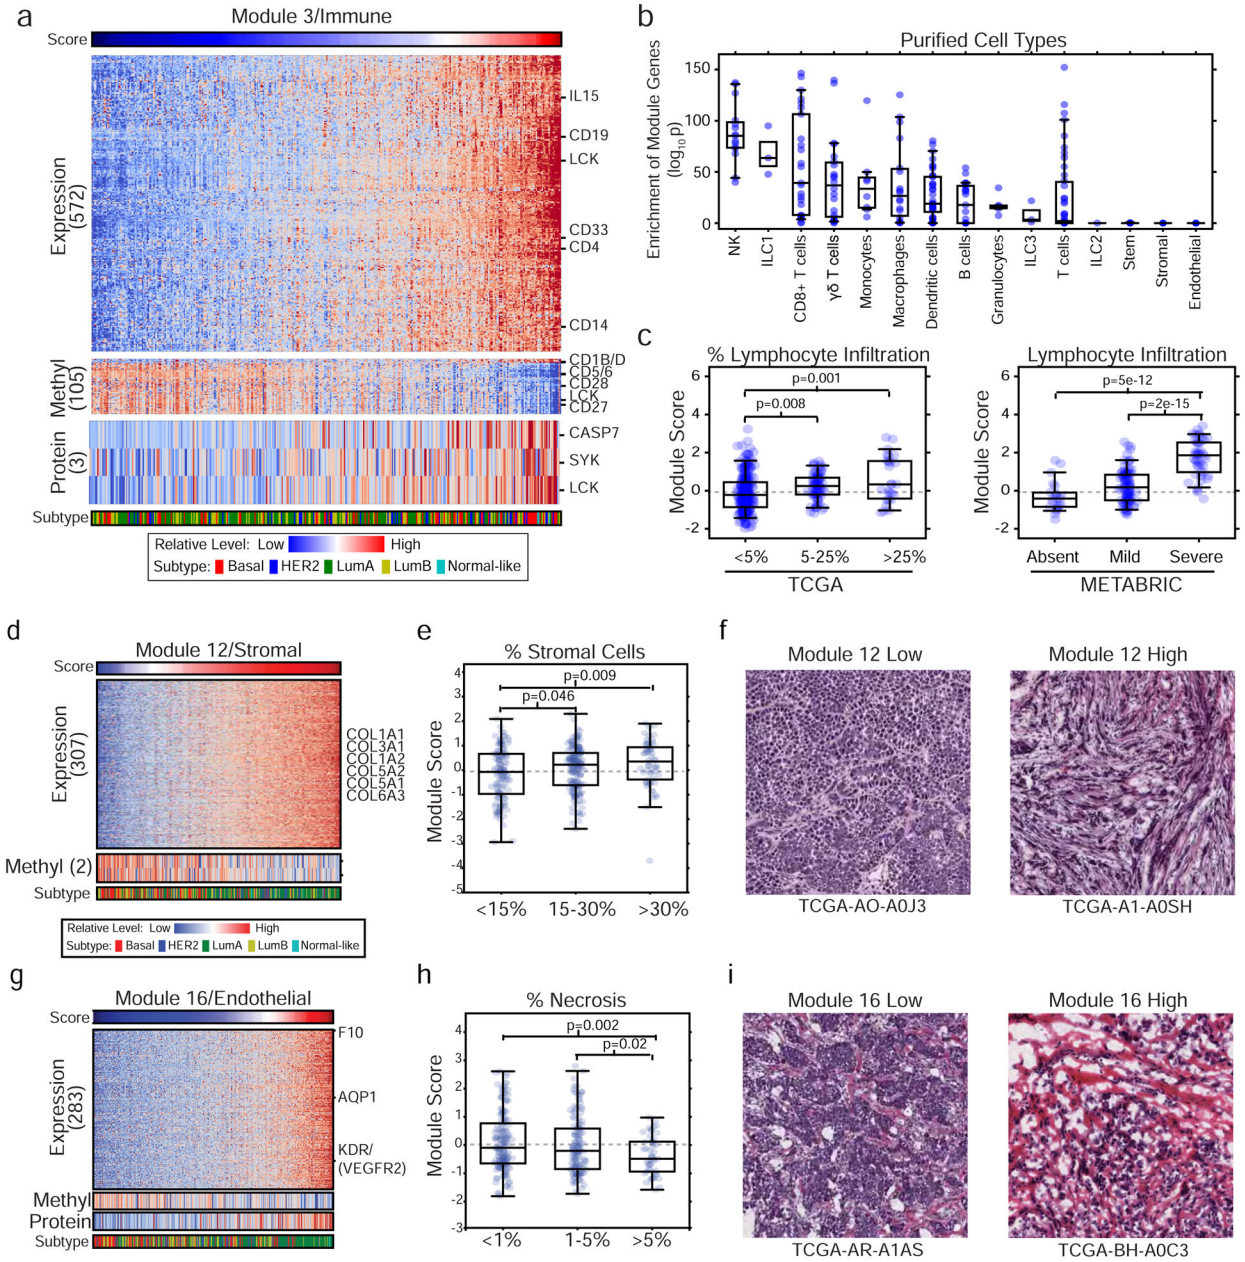 a
Module 3/Immune
Score
Expression
(572)
IL15
CD19
LCK
CD33
CD4
CD14
Methyl
(105)
CD1B/D
CD5/6
CD28
LCK
CD27
Protein
(3)
CASP7
SYK
LCK
Subtype
Relative Level: Low High
Subtype: Basal HER2 LumA LumB Normal-like
b
Purified Cell Types
Enrichment of Module Genes
(log10 p)
150
100
50
0
NK
ILC1
CD8+ T cells
γδ T cells
Monocytes
Macrophages
Dendritic cells
B cells
Granulocytes
ILC3
T cells
ILC2
Stem
Stromal
Endothelial
c
% Lymphocyte Infiltration
Module Score
6
4
2
0
-2
p=0.001
p=0.008
<5% 5-25% >25%
TCGA
Lymphocyte Infiltration
Module Score
6
4
2
0
-2
p=5e-12
p=2e-15
Absent Mild Severe
METABRIC
d
Module 12/Stromal
Score
Expression
(307)
COL1A1
COL3A1
COL1A2
COL5A2
COL5A1
COL6A3
Methyl (2)
Subtype
Relative Level: Low High
Subtype: Basal HER2 LumA LumB Normal-like
e
% Stromal Cells
Module Score
4
3
2
1
0
-1
-2
-3
-4
-5
p=0.009
p=0.046
<15% 15-30% >30%
f
Module 12 Low
TCGA-AO-A0J3
Module 12 High
TCGA-A1-A0SH
g
Module 16/Endothelial
Score
Expression
(283)
F10
AQP1
KDR/
(VEGFR2)
Methyl
Protein
Subtype
h
% Necrosis
Module Score
4
3
2
1
0
-1
-2
-3
p=0.002
p=0.02
<1% 1-5% >5%
i
Module 16 Low
TCGA-AR-A1AS
Module 16 High
TCGA-BH-A0C3